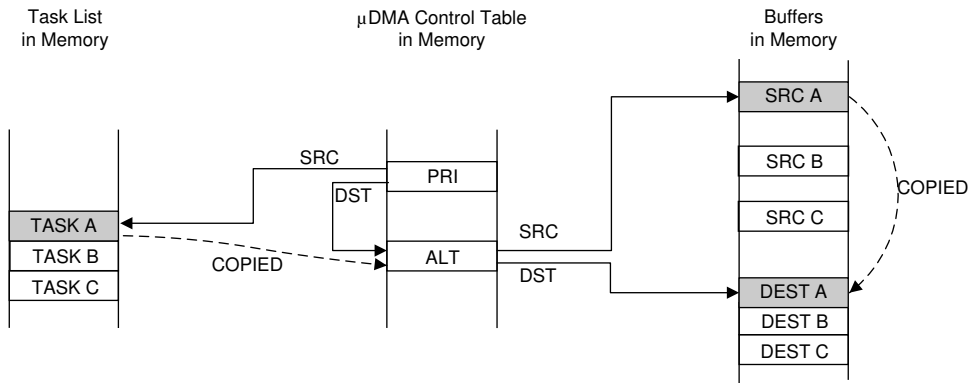 Task List
in Memory
µDMA Control Table
in Memory
Buffers
in Memory
SRC A
SRC
PRI
SRC B
DST
COPIED
TASK A
SRC C
SRC
TASK B
COPIED
ALT
DST
TASK C
DEST A
DEST B
DEST C